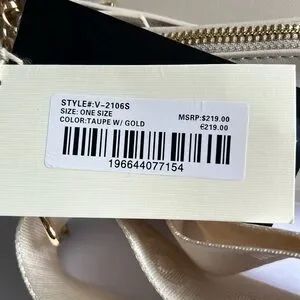 STYLE#:V-2106S
SIZE: ONE SIZE
COLOR:TAUPE W/ GOLD
MSRP:$219.00
€219.00
196644077154